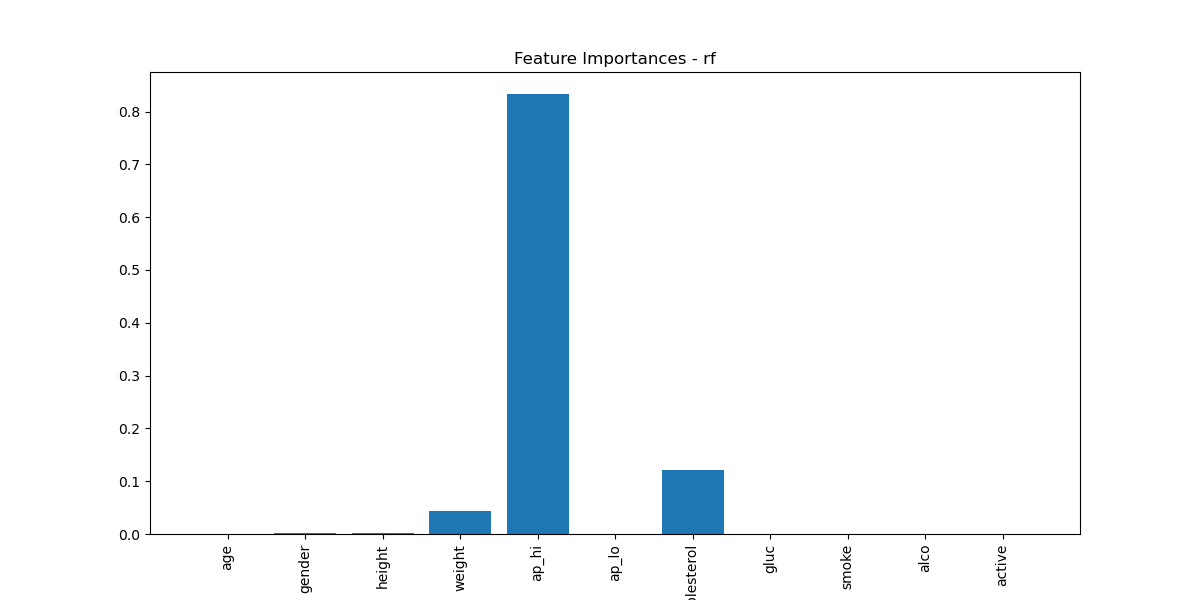 Feature Importances - rf
0.8
0.7
0.6
0.5
0.4
0.3
0.2
0.1
0.0
age
gender
height
weight
ap_hi
ap_lo
olesterol
gluc
smoke
alco
active